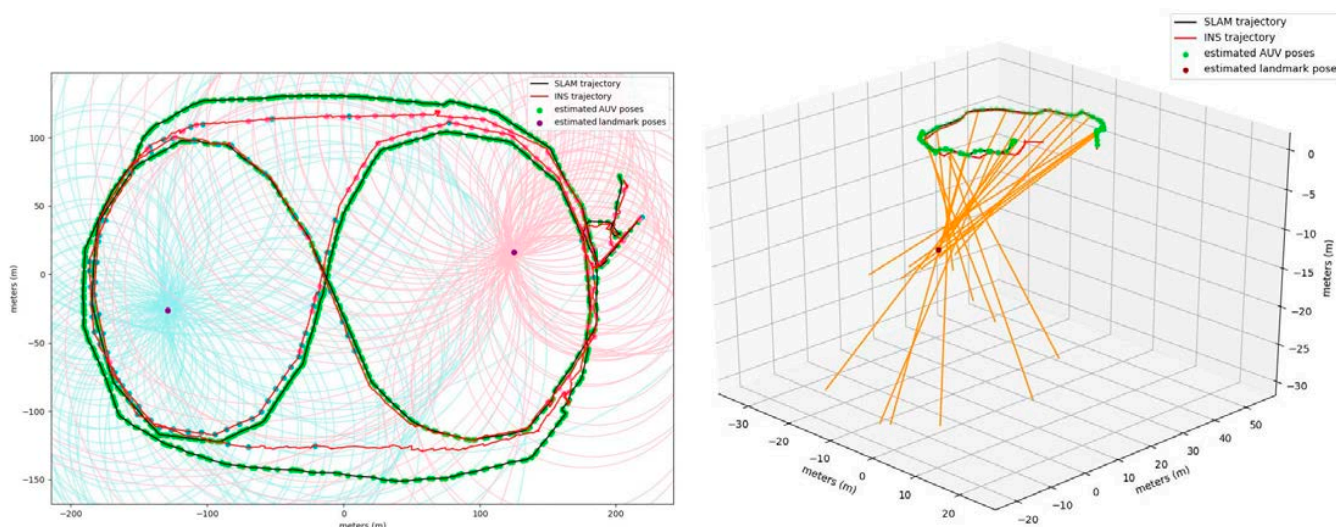 SLAM trajectory
INS trajectory
estimated AUV poses
estimated landmark poses
100
50
0
−50
−100
−150
meters (m)
−200
−100
0
100
200
meters (m)
SLAM trajectory
INS trajectory
estimated AUV poses
estimated landmark poses
0
−5
−10
−15
−20
−25
−30
meters (m)
−30
−20
−10
0
10
20
meters (m)
−20
−10
0
10
20
30
40
50
meters (m)